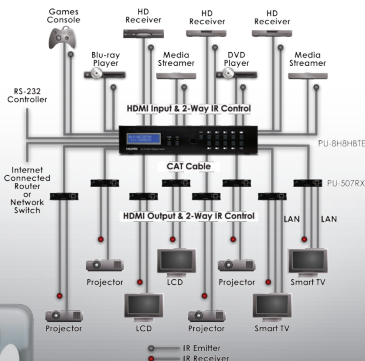 Games
Console
HD
Receiver
HD
Receiver
HD
Receiver
Blu-ray
Player
Media
Streamer
DVD
Player
Media
Streamer
RS-232
Controller
HDMI Input & 2-Way IR Control
PU-8H8HBTE
CAT Cable
Internet
Connected
Router
or
Network
Switch
PU-507RX
HDMI Output & 2-Way IR Control
LAN
LAN
Projector
LCD
Projector
Smart TV
Projector
LCD
Projector
Smart TV
IR Emitter
IR Receiver